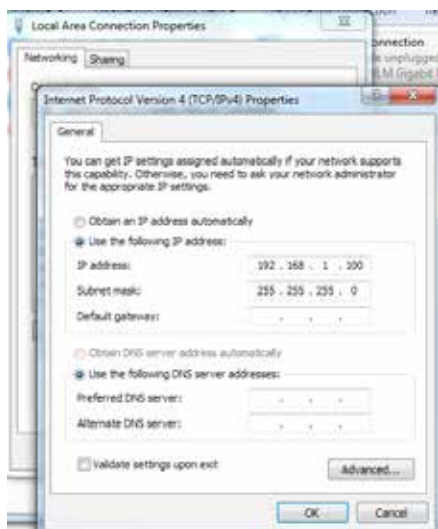 Local Area Connection Properties
onnection
Networking Sharing
e unplugged
LM Gigabit
Internet Protocol Version 4 (TCP/IPv4) Properties
General
You can get IP settings assigned automatically if your network supports
this capability. Otherwise, you need to ask your network administrator
for the appropriate IP settings.
Obtain an IP address automatically
Use the following IP address:
IP address: 192 . 168 . 1 . 100
Subnet mask: 255 . 255 . 255 . 0
Default gateway: . . .
Obtain DNS server address automatically
Use the following DNS server addresses:
Preferred DNS server: . . .
Alternate DNS server: . . .
Validate settings upon exit
Advanced...
OK Cancel